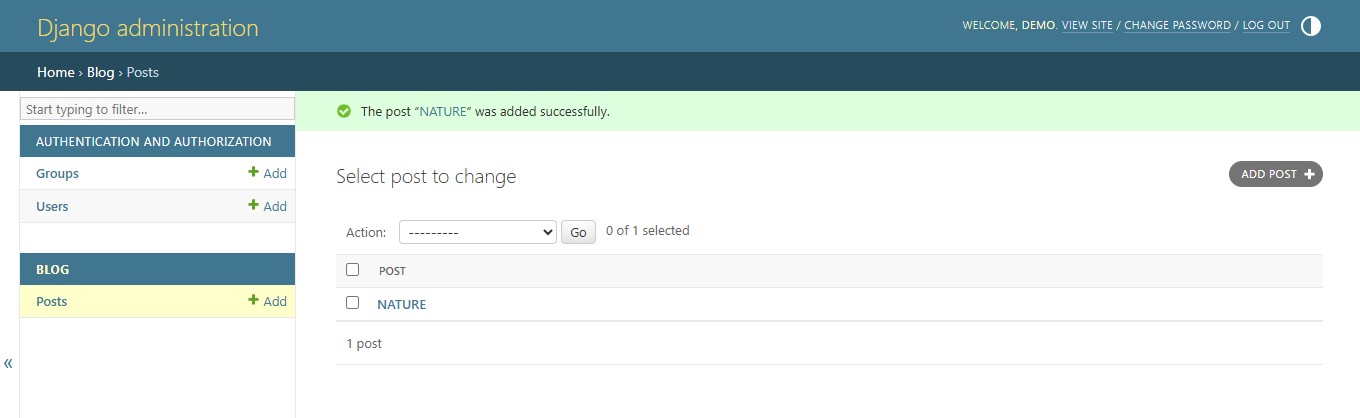 Django administration
WELCOME, DEMO. VIEW SITE / CHANGE PASSWORD / LOG OUT
Home › Blog › Posts
Start typing to filter...
AUTHENTICATION AND AUTHORIZATION
Groups + Add
Users + Add
BLOG
Posts + Add
«
The post “NATURE” was added successfully.
Select post to change
ADD POST +
Action: --------- Go 0 of 1 selected
POST
NATURE
1 post